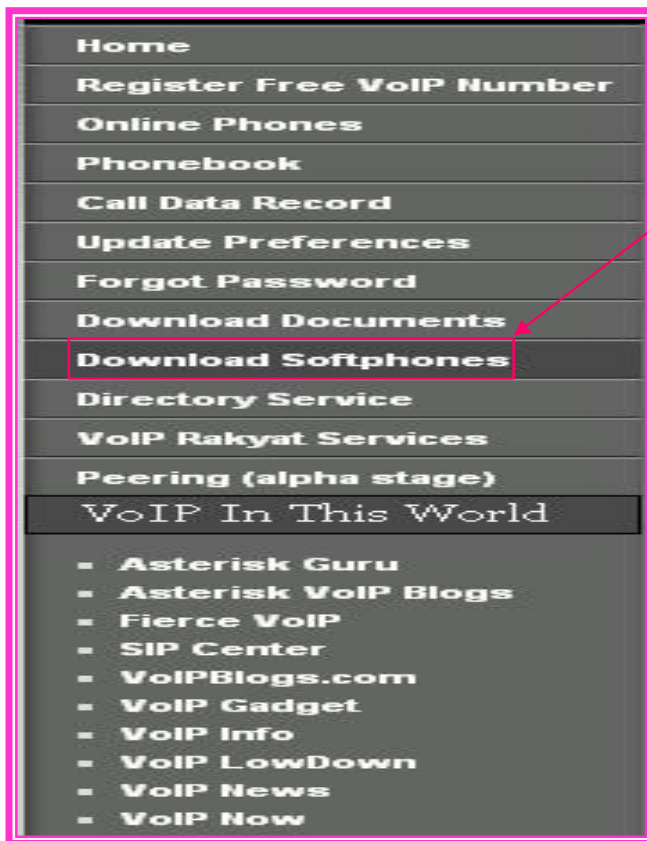 Home
Register Free VoIP Number
Online Phones
Phonebook
Call Data Record
Update Preferences
Forgot Password
Download Documents
Download Softphones
Directory Service
VoIP Rakyat Services
Peering (alpha stage)
VoIP In This World
Asterisk Guru
Asterisk VoIP Blogs
Fierce VoIP
SIP Center
VoIPBlogs.com
VoIP Gadget
VoIP Info
VoIP LowDown
VoIP News
VoIP Now